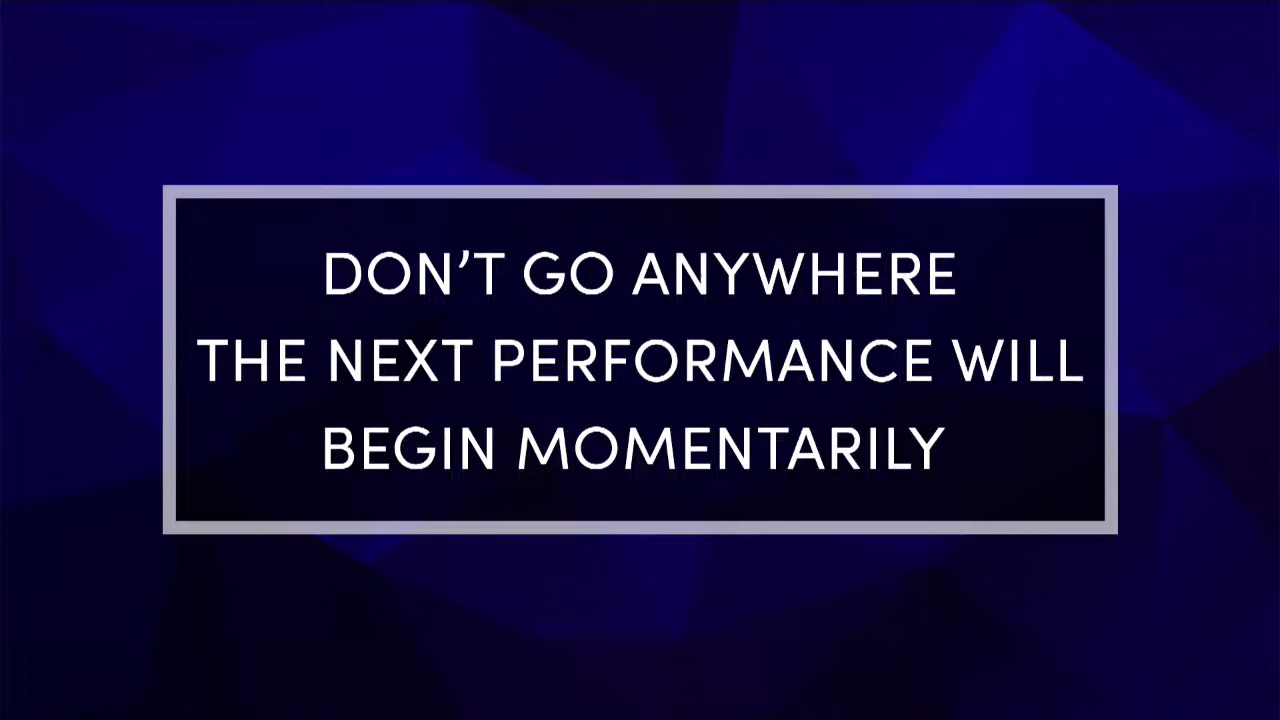 DON’T GO ANYWHERE
THE NEXT PERFORMANCE WILL
BEGIN MOMENTARILY